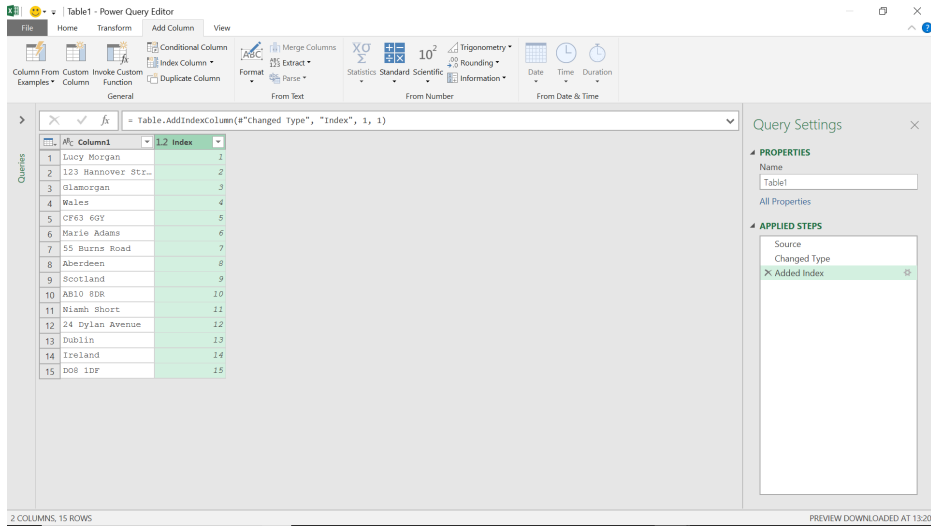 Table1 - Power Query Editor
File Home Transform Add Column View
Column From Examples
Custom Column
Invoke Custom Function
Conditional Column
Index Column
Duplicate Column
General
Format
Merge Columns
Extract
Parse
From Text
Statistics
Standard
Scientific
Trigonometry
Rounding
Information
From Number
Date
Time
Duration
From Date & Time
fx = Table.AddIndexColumn(#"Changed Type", "Index", 1, 1)
Queries
Column1 1.2 Index
1 Lucy Morgan 1
2 123 Hannover Str... 2
3 Glamorgan 3
4 Wales 4
5 CF63 6GY 5
6 Marie Adams 6
7 55 Burns Road 7
8 Aberdeen 8
9 Scotland 9
10 AB10 8DR 10
11 Niamh Short 11
12 24 Dylan Avenue 12
13 Dublin 13
14 Ireland 14
15 DO8 1DF 15
Query Settings
PROPERTIES
Name
Table1
All Properties
APPLIED STEPS
Source
Changed Type
Added Index
2 COLUMNS, 15 ROWS
PREVIEW DOWNLOADED AT 13:20